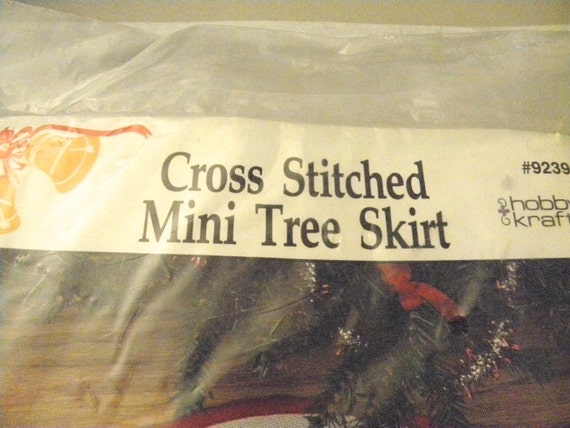 Cross Stitched
Mini Tree Skirt
#9239
hobby
kraft